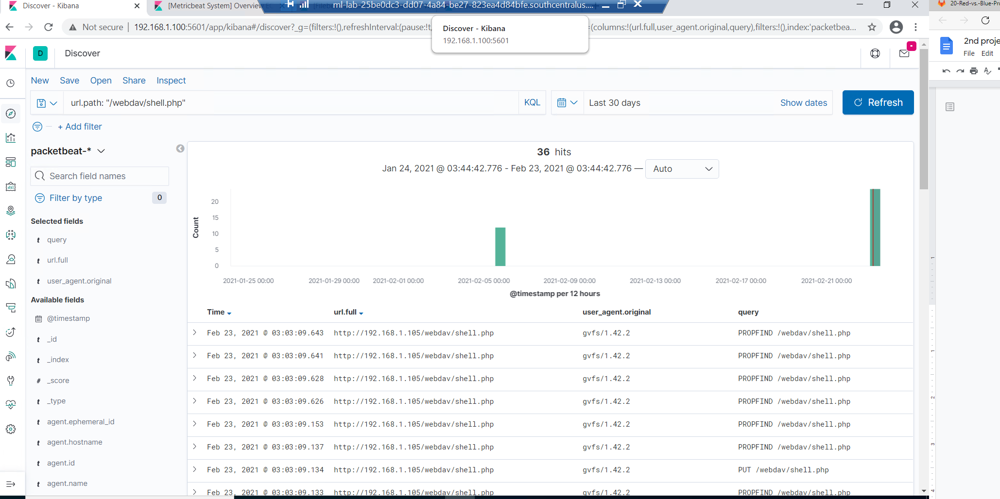 Discover - Kibana
[Metricbeat System] Overview
ml-lab-25be0dc3-dd07-4a84-be27-823ea4d84bfe.southcentralus....
20-Red-vs.-Blue-Pr
Not secure | 192.168.1.100:5601/app/kibana#/discover?_g=(filters:!(),refreshInterval:(pause:!t, =(columns:!(url.full,user_agent.original,query),filters:!(),index:'packetbea...
Discover - Kibana
192.168.1.100:5601
D Discover
2nd proje
File Edit
New Save Open Share Inspect
url.path: "/webdav/shell.php" KQL Last 30 days Show dates Refresh
+ Add filter
packetbeat-*
36 hits
Jan 24, 2021 @ 03:44:42.776 - Feb 23, 2021 @ 03:44:42.776 — Auto
Search field names
Filter by type 0
Selected fields
t query
t url.full
t user_agent.original
Available fields
@timestamp
t _id
t _index
# _score
t _type
t agent.ephemeral_id
t agent.hostname
t agent.id
t agent.name
Count
20
15
10
5
0
2021-01-25 00:00 2021-01-29 00:00 2021-02-01 00:00 2021-02-05 00:00 2021-02-09 00:00 2021-02-13 00:00 2021-02-17 00:00 2021-02-21 00:00
@timestamp per 12 hours
Time url.full user_agent.original query
Feb 23, 2021 @ 03:03:09.643 http://192.168.1.105/webdav/shell.php gvfs/1.42.2 PROPFIND /webdav/shell.php
Feb 23, 2021 @ 03:03:09.641 http://192.168.1.105/webdav/shell.php gvfs/1.42.2 PROPFIND /webdav/shell.php
Feb 23, 2021 @ 03:03:09.628 http://192.168.1.105/webdav/shell.php gvfs/1.42.2 PROPFIND /webdav/shell.php
Feb 23, 2021 @ 03:03:09.626 http://192.168.1.105/webdav/shell.php gvfs/1.42.2 PROPFIND /webdav/shell.php
Feb 23, 2021 @ 03:03:09.153 http://192.168.1.105/webdav/shell.php gvfs/1.42.2 PROPFIND /webdav/shell.php
Feb 23, 2021 @ 03:03:09.137 http://192.168.1.105/webdav/shell.php gvfs/1.42.2 PROPFIND /webdav/shell.php
Feb 23, 2021 @ 03:03:09.134 http://192.168.1.105/webdav/shell.php gvfs/1.42.2 PUT /webdav/shell.php
Feb 23, 2021 @ 03:03:09.133 http://192.168.1.105/webdav/shell.php gvfs/1.42.2 PROPFIND /webdav/shell.php
1
1
2
3
4